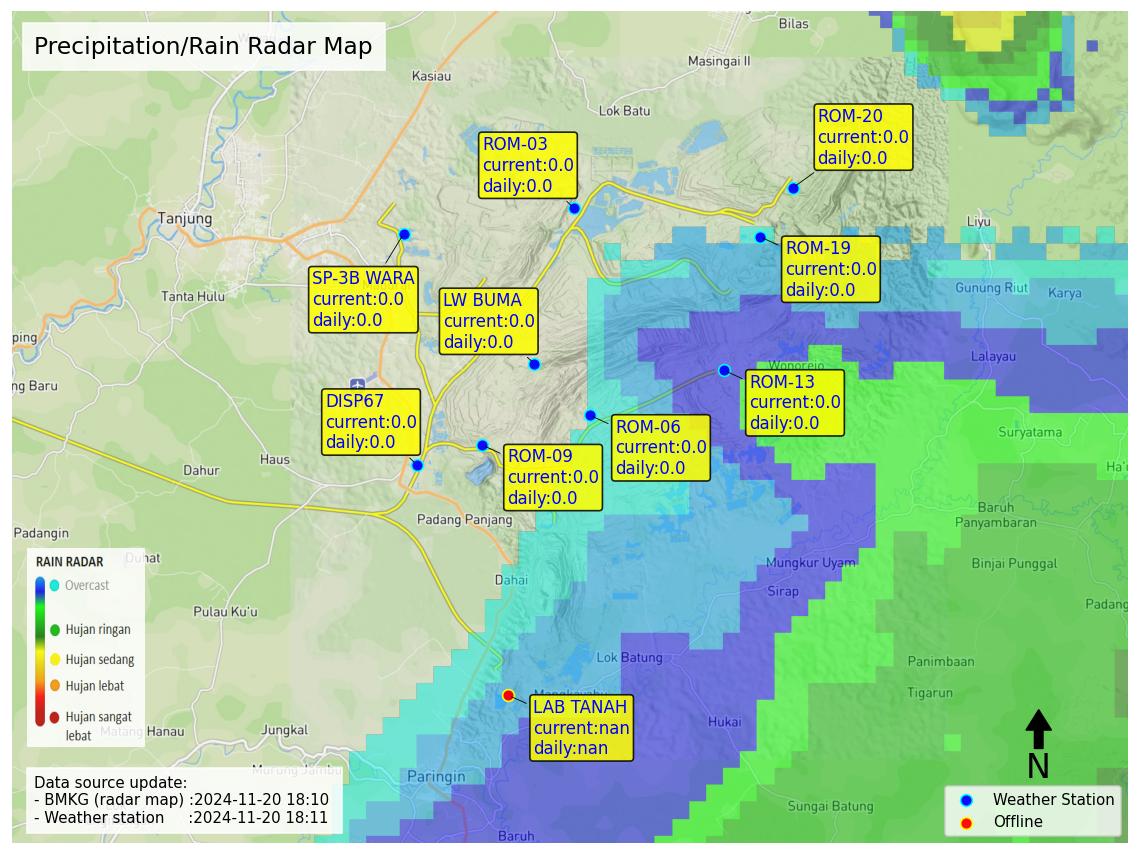 Precipitation/Rain Radar Map
Bilas
Masingai II
Kasiau
Lok Batu
ROM-20
current:0.0
daily:0.0
ROM-03
current:0.0
daily:0.0
Tanjung
Liyu
ROM-19
current:0.0
daily:0.0
SP-3B WARA
current:0.0
daily:0.0
Tanta Hulu
LW BUMA
current:0.0
daily:0.0
Gunung Riut
Karya
ping
Lalayau
Wonorejo
ng Baru
ROM-13
current:0.0
daily:0.0
DISP67
current:0.0
daily:0.0
ROM-06
current:0.0
daily:0.0
Suryatama
ROM-09
current:0.0
daily:0.0
Haus
Dahur
Ha'u
Baruh
Panyambaran
Padang Panjang
Padangin
Duhat
Mungkur Uyam
Binjai Punggal
RAIN RADAR
Overcast
Hujan ringan
Hujan sedang
Hujan lebat
Hujan sangat
lebat
Dahai
Sirap
Padang
Pulau Ku'u
Lok Batung
Panimbaan
Tigarun
LAB TANAH
current:nan
daily:nan
Hukai
Matang Hanau
Jungkal
Murung Jambu
Paringin
N
Data source update:
- BMKG (radar map) :2024-11-20 18:10
- Weather station :2024-11-20 18:11
Sungai Batung
Baruh
Weather Station
Offline